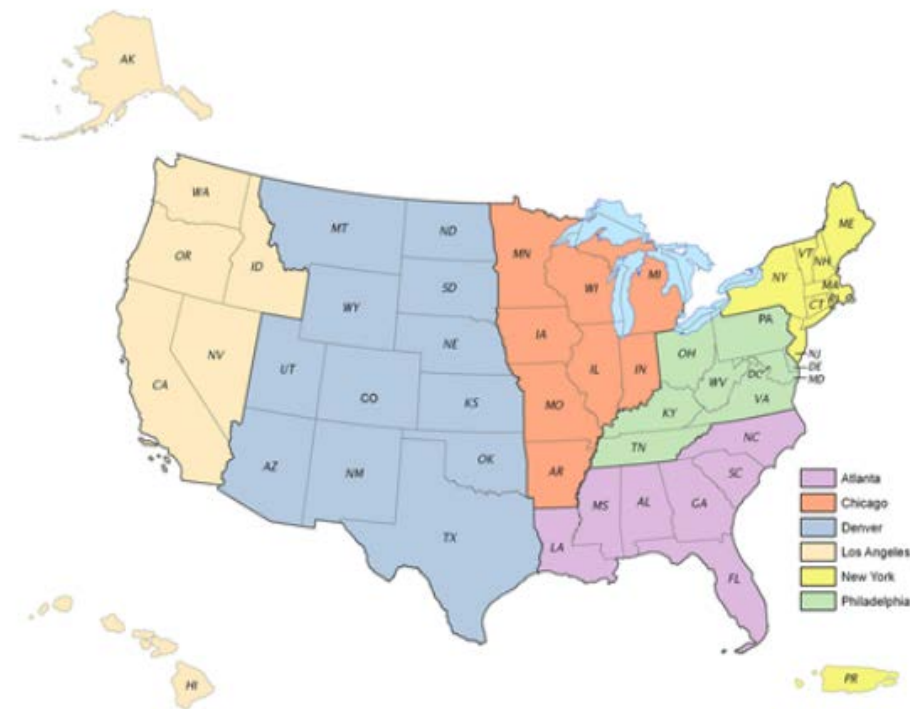 AK
WA
MT
ND
MN
ME
OR
ID
WY
SD
WI
MI
NY
VT
NH
MA
CT
NV
UT
NE
IA
PA
CA
CO
KS
MO
IL
IN
OH
WV
DC
NJ
DE
MD
KY
VA
AZ
NM
OK
AR
TN
NC
SC
TX
LA
MS
AL
GA
FL
Atlanta
Chicago
Denver
Los Angeles
New York
Philadelphia
HI
PR